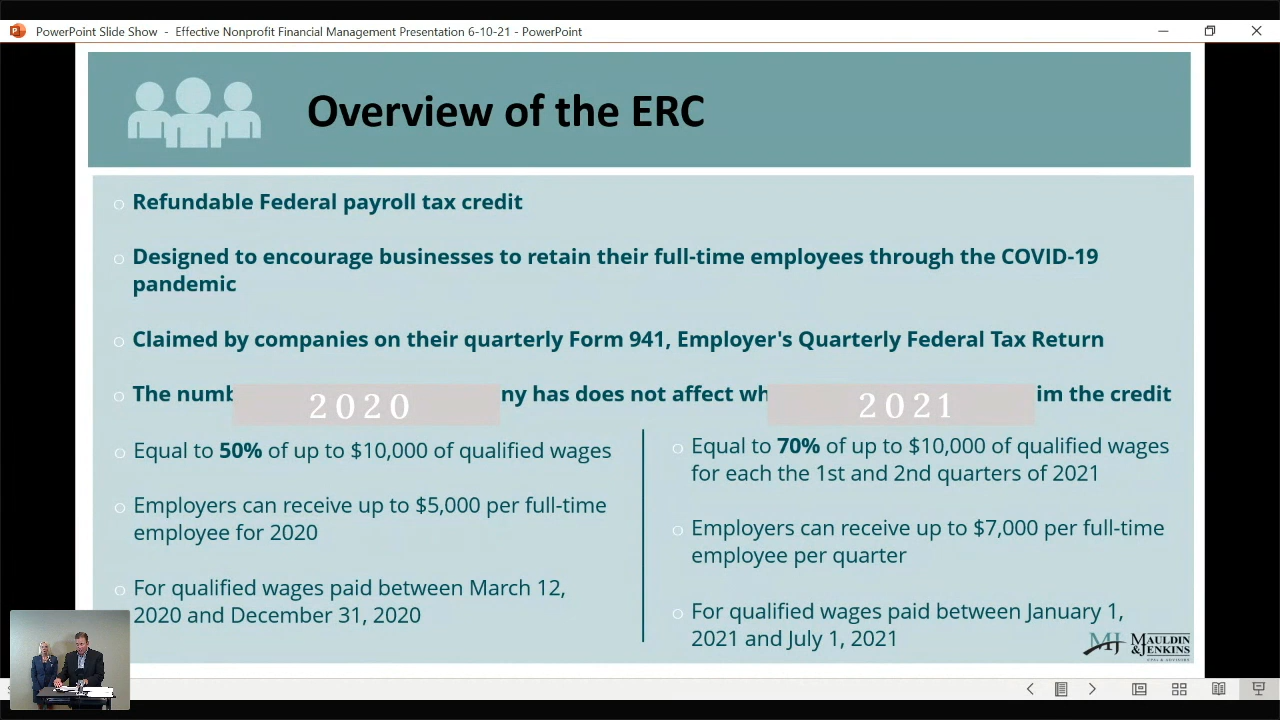 PowerPoint Slide Show - Effective Nonprofit Financial Management Presentation 6-10-21 - PowerPoint
Overview of the ERC
Refundable Federal payroll tax credit
Designed to encourage businesses to retain their full-time employees through the COVID-19
pandemic
Claimed by companies on their quarterly Form 941, Employer's Quarterly Federal Tax Return
The numb ny has does not affect wh im the credit
2020
Equal to 50% of up to $10,000 of qualified wages
Employers can receive up to $5,000 per full-time
employee for 2020
For qualified wages paid between March 12,
2020 and December 31, 2020
2021
Equal to 70% of up to $10,000 of qualified wages
for each the 1st and 2nd quarters of 2021
Employers can receive up to $7,000 per full-time
employee per quarter
For qualified wages paid between January 1,
2021 and July 1, 2021
MJ MAULDIN
& JENKINS